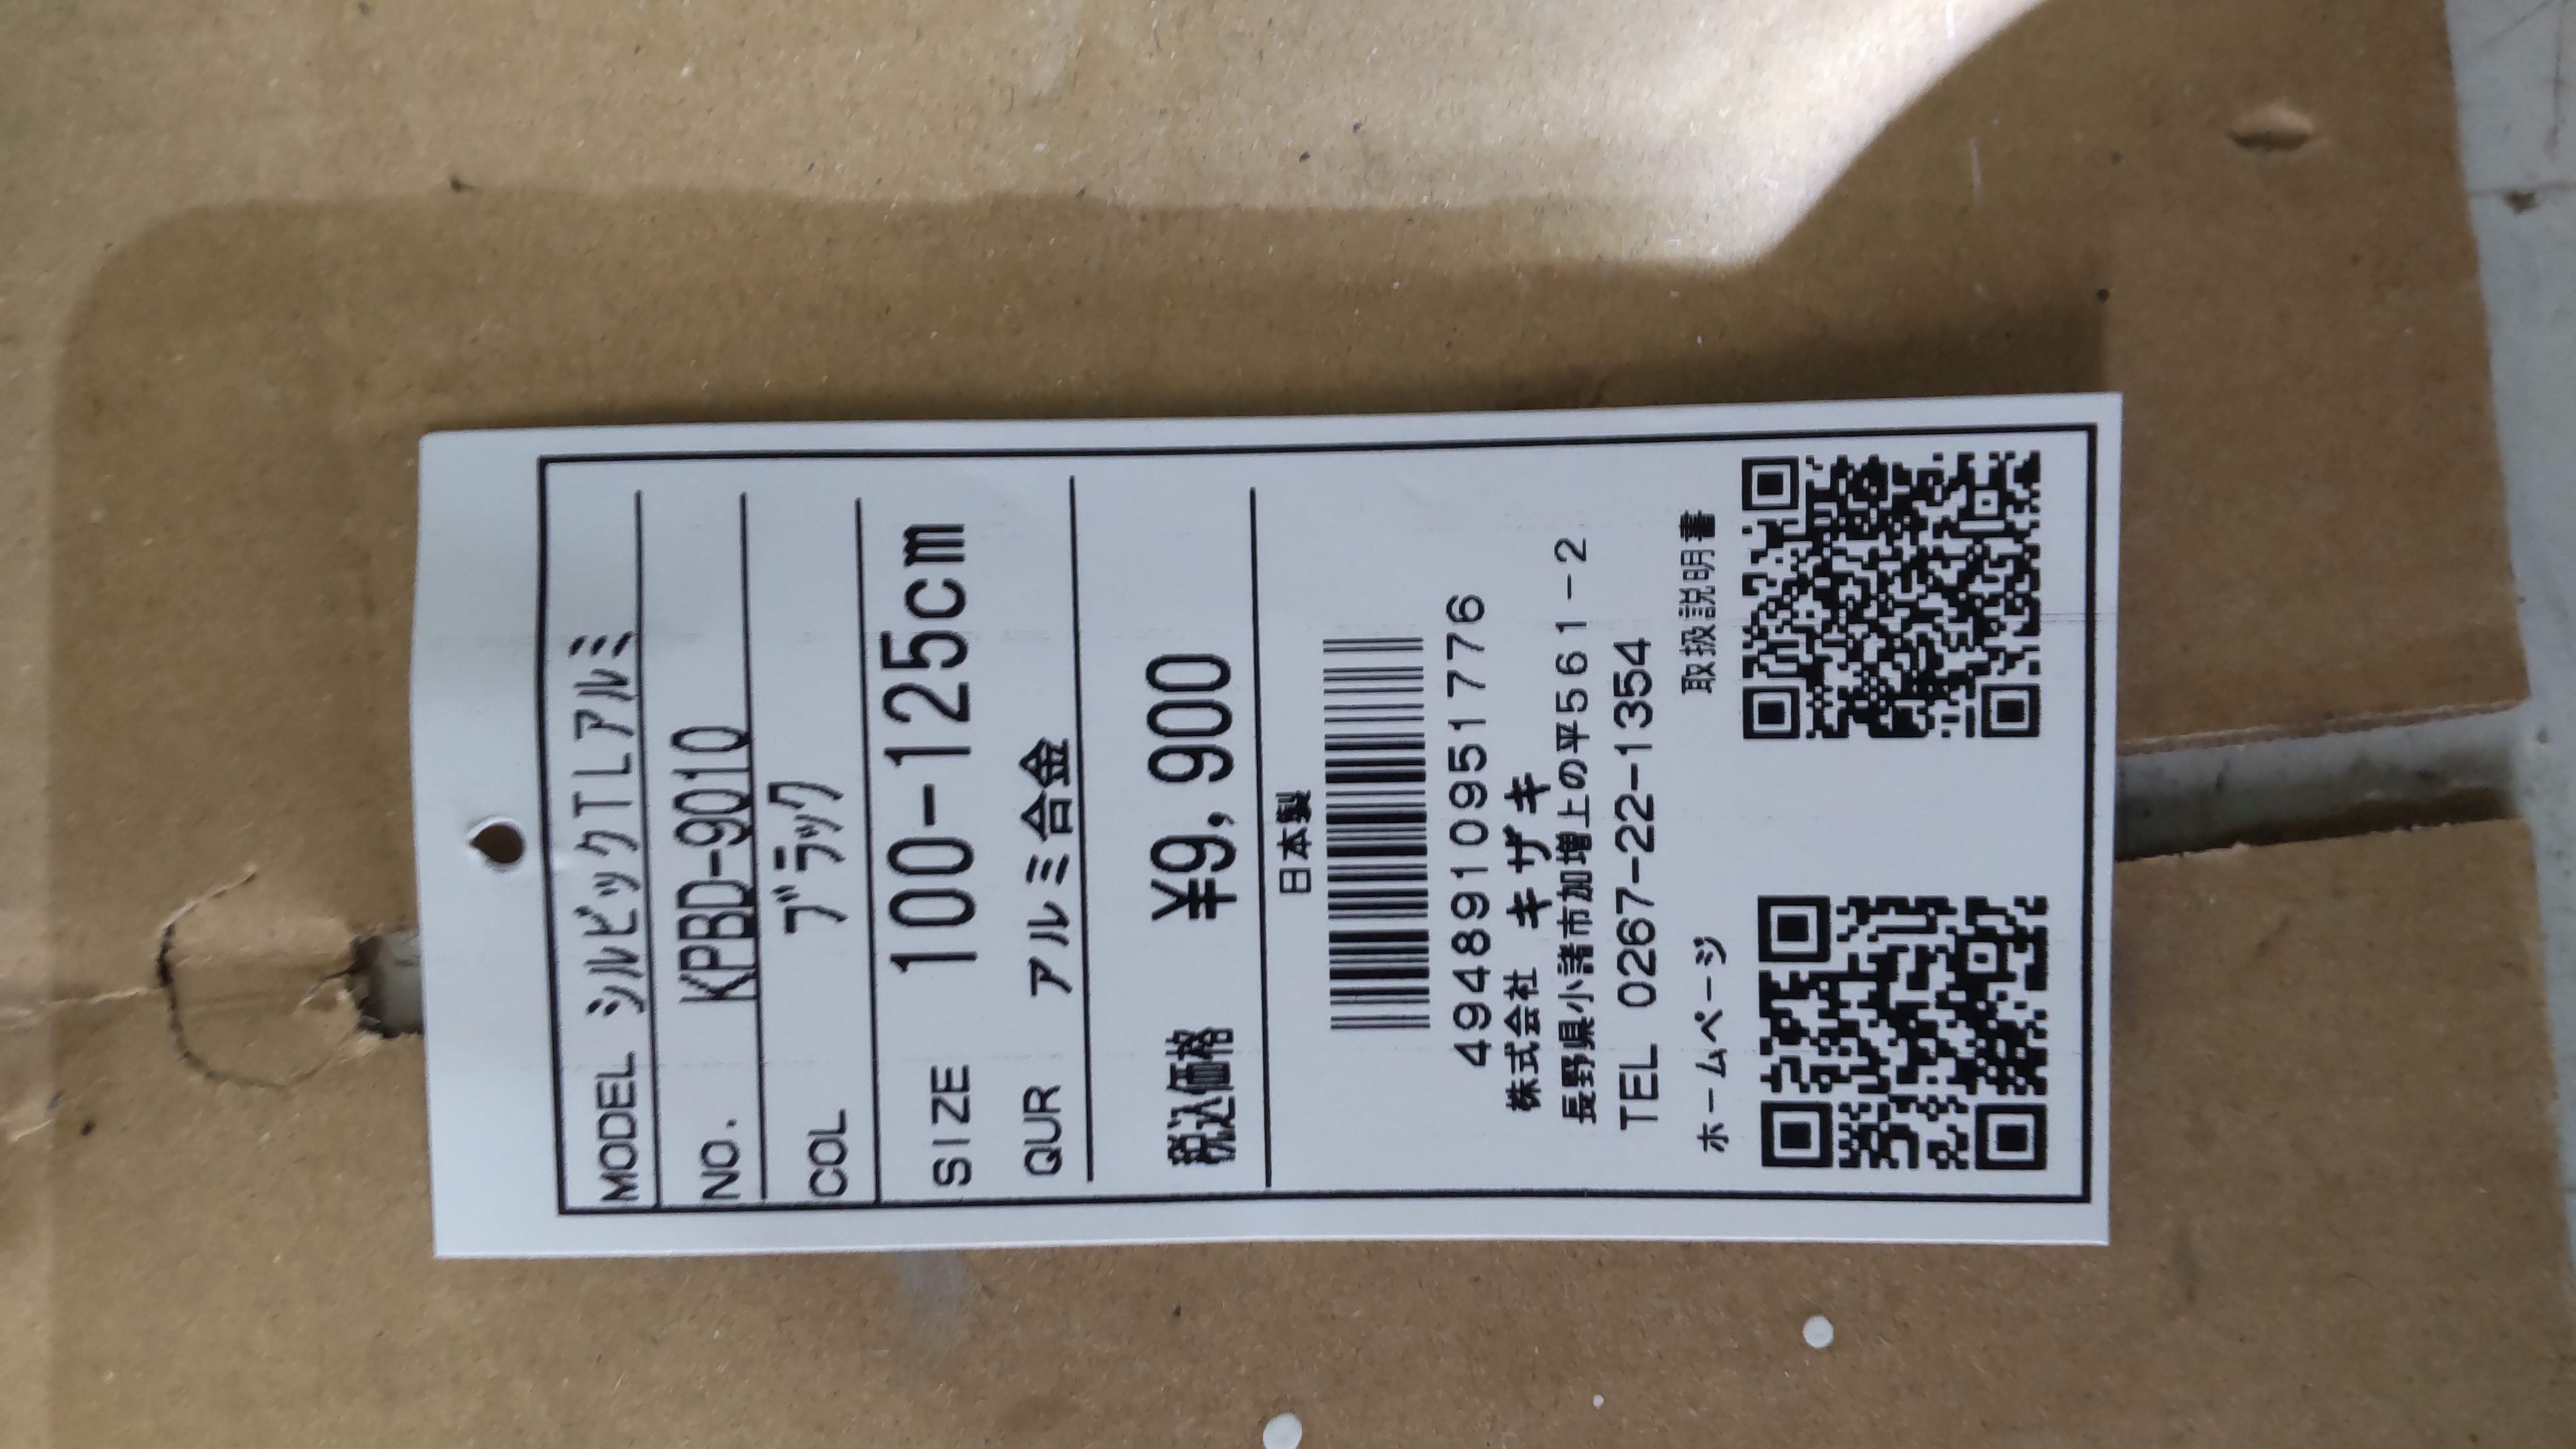 MODEL シルビックTLアルミ
NO. KPBD-9010
COL ブラック
SIZE 100-125cm
QUR アルミ合金
税込価格 ¥9,900
日本製
4948910951776
株式会社 キザキ
長野県小諸市加増上の平561-2
TEL 0267-22-1354
ホームページ 取扱説明書